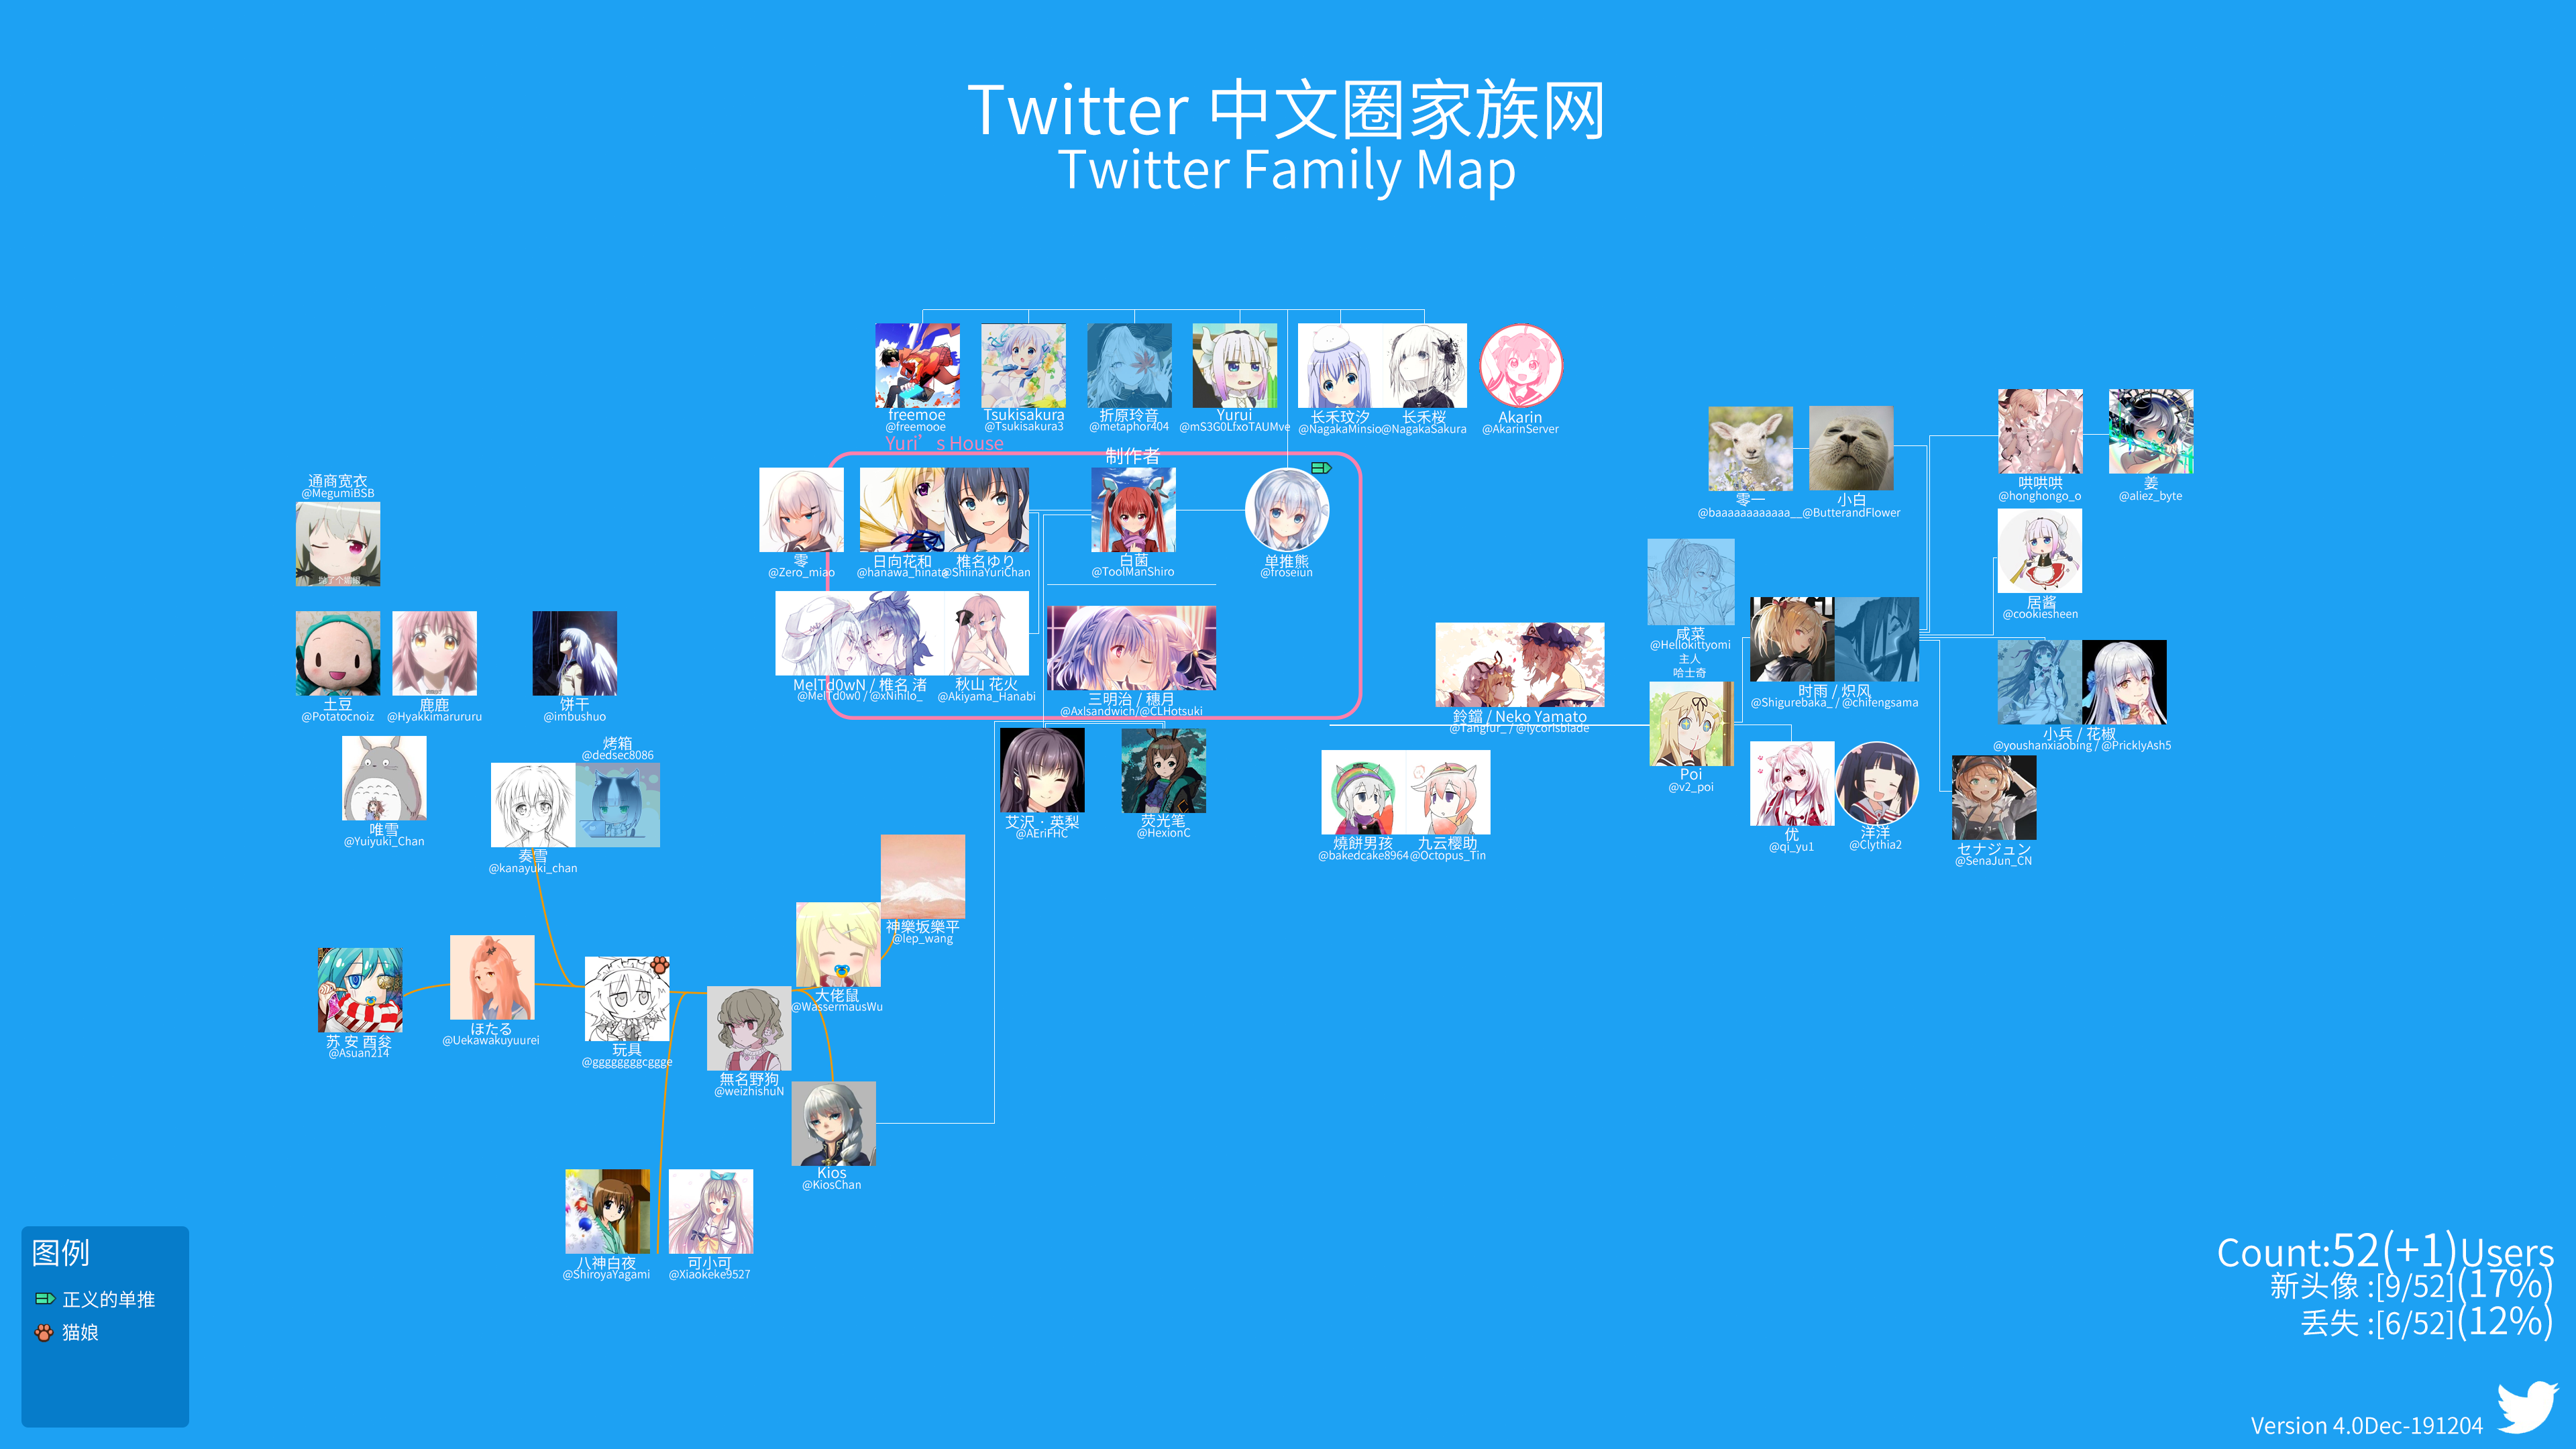 Twitter 中文圈家族网
Twitter Family Map
freemoe
@freemooe
Tsukisakura
@Tsukisakura3
折原玲音
@metaphor404
Yurui
@mS3G0LfxoTAUMve
长禾玟汐
@NagakaMinsio
长禾桜
@NagakaSakura
Akarin
@AkarinServer
Yuri’s House
制作者
零
@Zero_miao
日向花和
@hanawa_hinata
椎名ゆり
@ShiinaYuriChan
白菌
@ToolManShiro
单推熊
@froseiun
MelTd0wN / 椎名 渚
@MelTd0w0 / @xNihilo_
秋山 花火
@Akiyama_Hanabi
三明治 / 穗月
@Axlsandwich/@CLHotsuki
艾沢 · 英梨
@AEriFHC
荧光笔
@HexionC
通商宽衣
@MegumiBSB
土豆
@Potatocnoiz
鹿鹿
@Hyakkimarururu
饼干
@imbushuo
唯雪
@Yuiyuki_Chan
烤箱
@dedsec8086
奏雪
@kanayuki_chan
苏 安 酉夋
@Asuan214
ほたる
@Uekawakuyuurei
玩具
@ggggggggcggge
無名野狗
@weizhishuN
大佬鼠
@WassermausWu
神樂坂樂平
@lep_wang
Kios
@KiosChan
八神白夜
@ShiroyaYagami
可小可
@Xiaokeke9527
鈴鐺 / Neko Yamato
@Tangfur_ / @lycorisblade
燒餅男孩
@bakedcake8964
九云樱助
@Octopus_Tin
咸菜
@Hellokittyomi
主人
哈士奇
Poi
@v2_poi
零一
@baaaaaaaaaaaa__
小白
@ButterandFlower
时雨 / 炽风
@Shigurebaka_ / @chifengsama
优
@qi_yu1
洋洋
@Clythia2
哄哄哄
@honghongo_o
姜
@aliez_byte
居酱
@cookiesheen
小兵 / 花椒
@youshanxiaobing / @PricklyAsh5
セナジュン
@SenaJun_CN
图例
正义的单推
猫娘
Count:52(+1)Users
新头像 :[9/52](17%)
丢失 :[6/52](12%)
Version 4.0Dec-191204